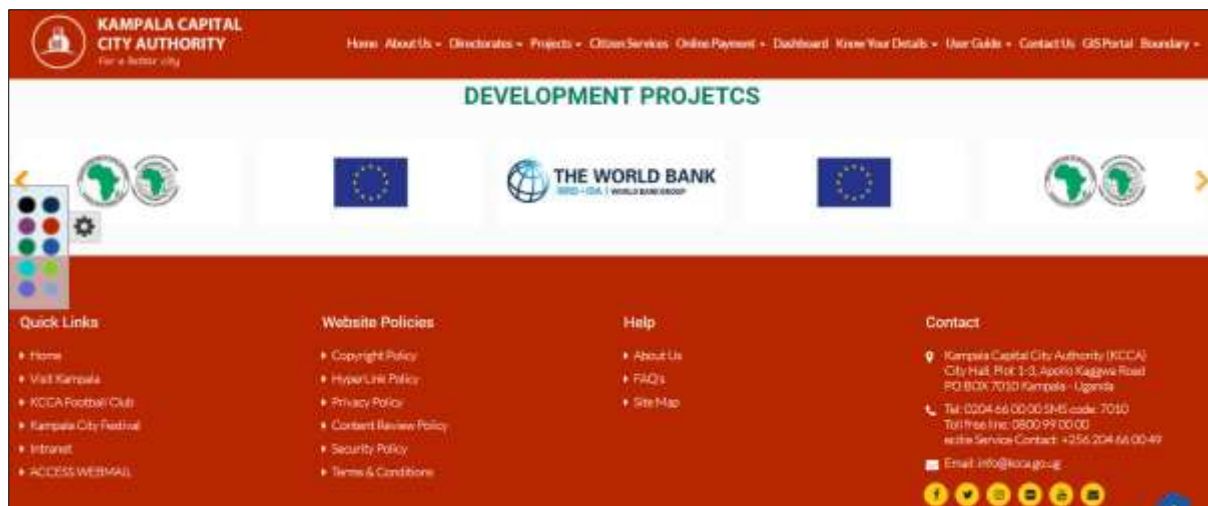 KAMPALA CAPITAL
CITY AUTHORITY
For a Better city
Home About Us Directorates Projects Citizen Services Online Payment Dashboard Know Your Details User Guide Contact Us GIS Portal Boundary
DEVELOPMENT PROJETCS
THE WORLD BANK
IBRD • IDA | WORLD BANK GROUP
Quick Links
Home
Visit Kampala
KCCA Football Club
Kampala City Festival
Intranet
ACCESS WEBMAIL
Website Policies
Copyright Policy
HyperLink Policy
Privacy Policy
Content Review Policy
Security Policy
Terms & Conditions
Help
About Us
FAQ's
Site Map
Contact
Kampala Capital City Authority (KCCA)
City Hall, Plot 1-3, Apollo Kaggwa Road
P.O BOX 7010 Kampala - Uganda
Tel: 0204 66 00 00 SMS code: 7010
Toll free line: 0800 99 00 00
Service Contact: +256 204 66 00 49
Email: info@kcca.go.ug